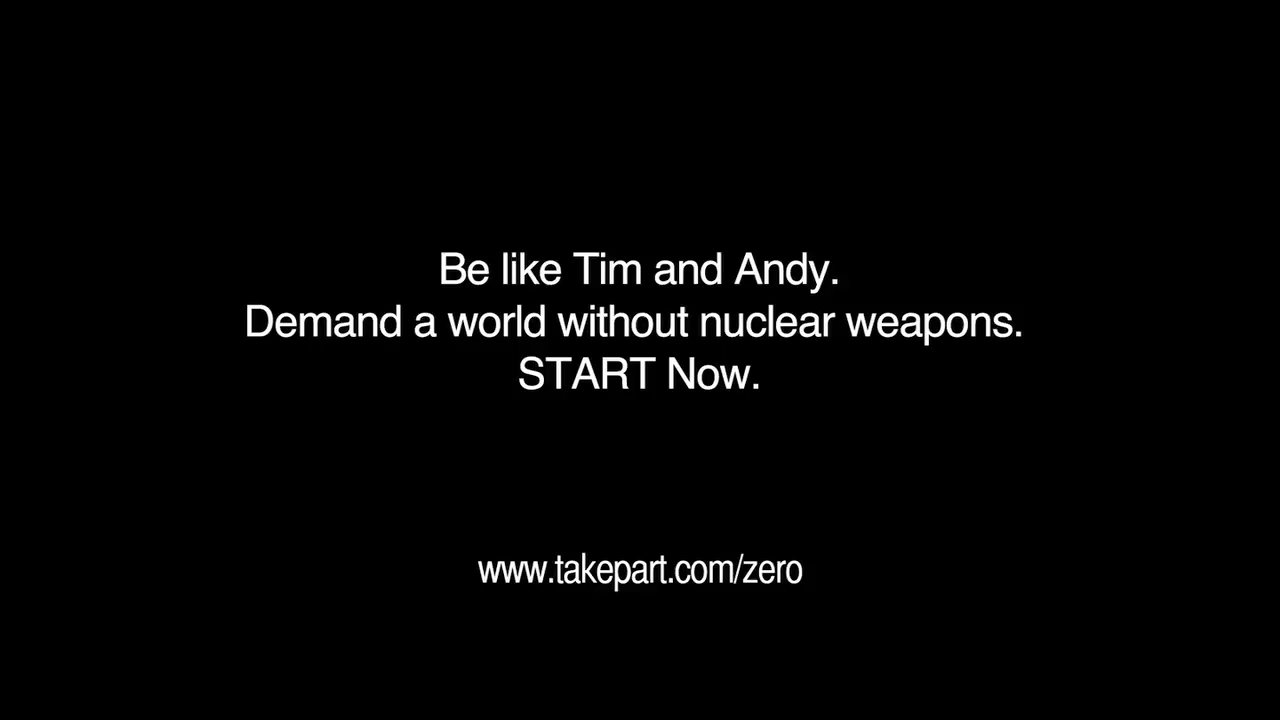 Be like Tim and Andy.
Demand a world without nuclear weapons.
START Now.
www.takepart.com/zero